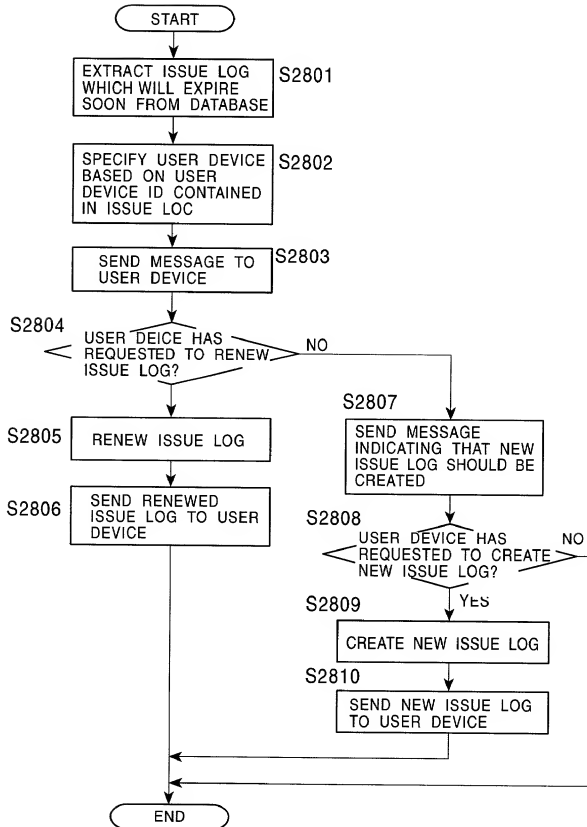 START
EXTRACT ISSUE LOG
WHICH WILL EXPIRE
SOON FROM DATABASE
S2801
SPECIFY USER DEVICE
BASED ON USER
DEVICE ID CONTAINED
IN ISSUE LOC
S2802
SEND MESSAGE TO
USER DEVICE
S2803
S2804
USER DEICE HAS
REQUESTED TO RENEW
ISSUE LOG?
NO
S2805
RENEW ISSUE LOG
S2806
SEND RENEWED
ISSUE LOG TO USER
DEVICE
S2807
SEND MESSAGE
INDICATING THAT NEW
ISSUE LOG SHOULD BE
CREATED
S2808
USER DEVICE HAS
REQUESTED TO CREATE
NEW ISSUE LOG?
NO
YES
S2809
CREATE NEW ISSUE LOG
S2810
SEND NEW ISSUE LOG
TO USER DEVICE
END